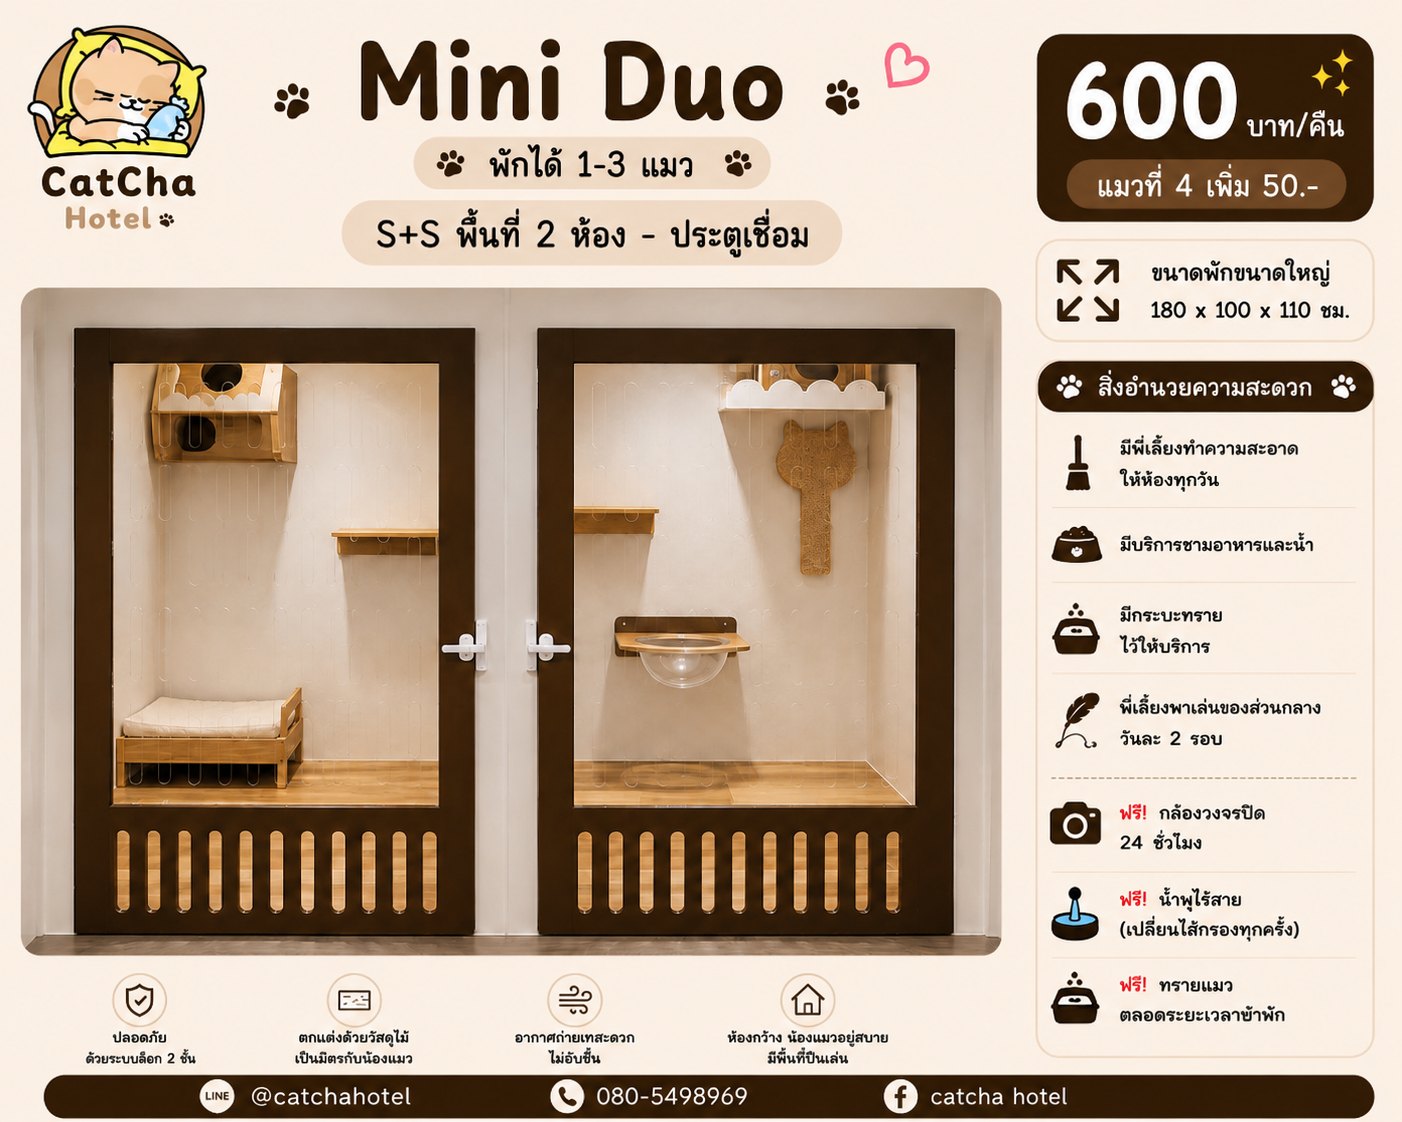 CatCha
Hotel
Mini Duo
พักได้ 1-3 แมว
S+S พื้นที่ 2 ห้อง - ประตูเชื่อม
600 บาท/คืน
แมวที่ 4 เพิ่ม 50.-
ขนาดพักขนาดใหญ่
180 x 100 x 110 ซม.
สิ่งอำนวยความสะดวก
มีพี่เลี้ยงทำความสะอาด
ให้ห้องทุกวัน
มีบริการชามอาหารและน้ำ
มีกระบะทราย
ไว้ให้บริการ
พี่เลี้ยงพาเล่นของส่วนกลาง
วันละ 2 รอบ
ฟรี! กล้องวงจรปิด
24 ชั่วโมง
ฟรี! น้ำพุไร้สาย
(เปลี่ยนไส้กรองทุกครั้ง)
ฟรี! ทรายแมว
ตลอดระยะเวลาเข้าพัก
ปลอดภัย
ด้วยระบบล็อก 2 ชั้น
ตกแต่งด้วยวัสดุไม้
เป็นมิตรกับน้องแมว
อากาศถ่ายเทสะดวก
ไม่อับชื้น
ห้องกว้าง น้องแมวอยู่สบาย
มีพื้นที่ปีนเล่น
LINE @catchahotel
080-5498969
catcha hotel